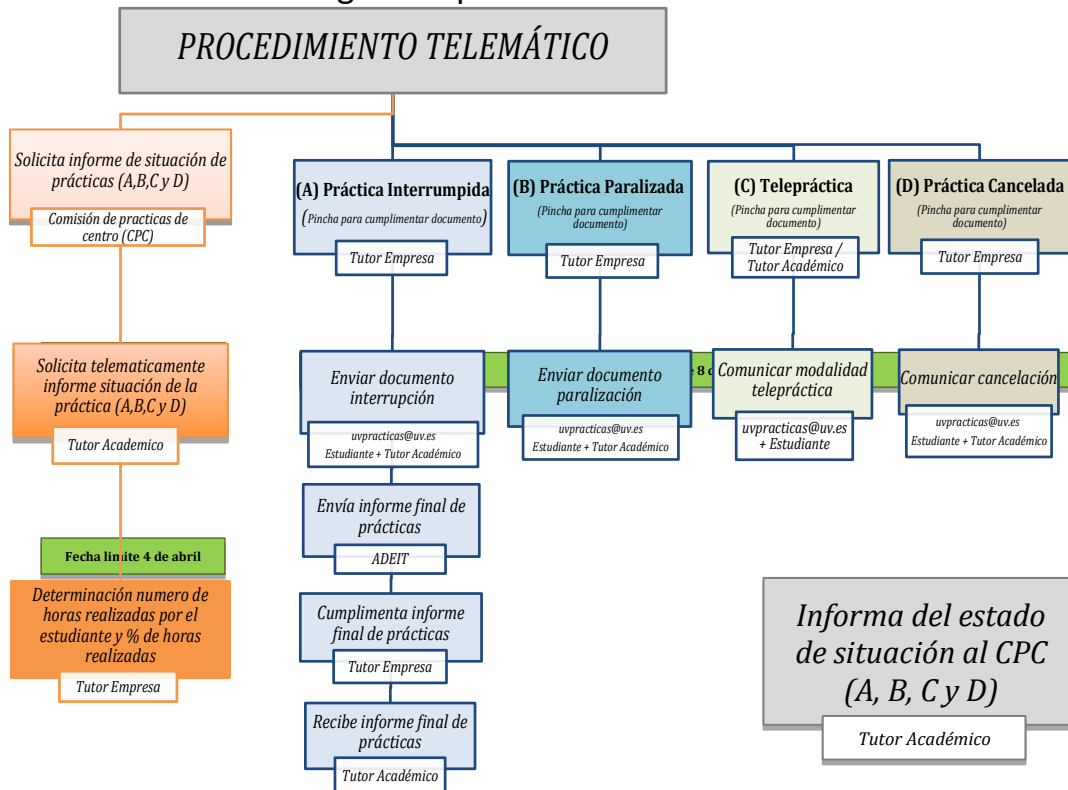 PROCEDIMIENTO TELEMÁTICO
Solicita informe de situación de
prácticas (A,B,C y D)
Comisión de practicas de
centro (CPC)
Solicita telematicamente
informe situación de la
práctica (A,B,C y D)
Tutor Academico
Fecha limite 4 de abril
Determinación numero de
horas realizadas por el
estudiante y % de horas
realizadas
Tutor Empresa
(A) Práctica Interrumpida
(Pincha para cumplimentar documento)
Tutor Empresa
Enviar documento
interrupción
uvpracticas@uv.es
Estudiante + Tutor Académico
Envía informe final de
prácticas
ADEIT
Cumplimenta informe
final de prácticas
Tutor Empresa
Recibe informe final de
prácticas
Tutor Académico
(B) Práctica Paralizada
(Pincha para cumplimentar
documento)
Tutor Empresa
Enviar documento
paralización
uvpracticas@uv.es
Estudiante + Tutor Académico
8
(C) Telepráctica
(Pincha para cumplimentar
documento)
Tutor Empresa /
Tutor Académico
Comunicar modalidad
telepráctica
uvpracticas@uv.es
+ Estudiante
(D) Práctica Cancelada
(Pincha para cumplimentar
documento)
Tutor Empresa
Comunicar cancelación
uvpracticas@uv.es
Estudiante + Tutor Académico
Informa del estado
de situación al CPC
(A, B, C y D)
Tutor Académico